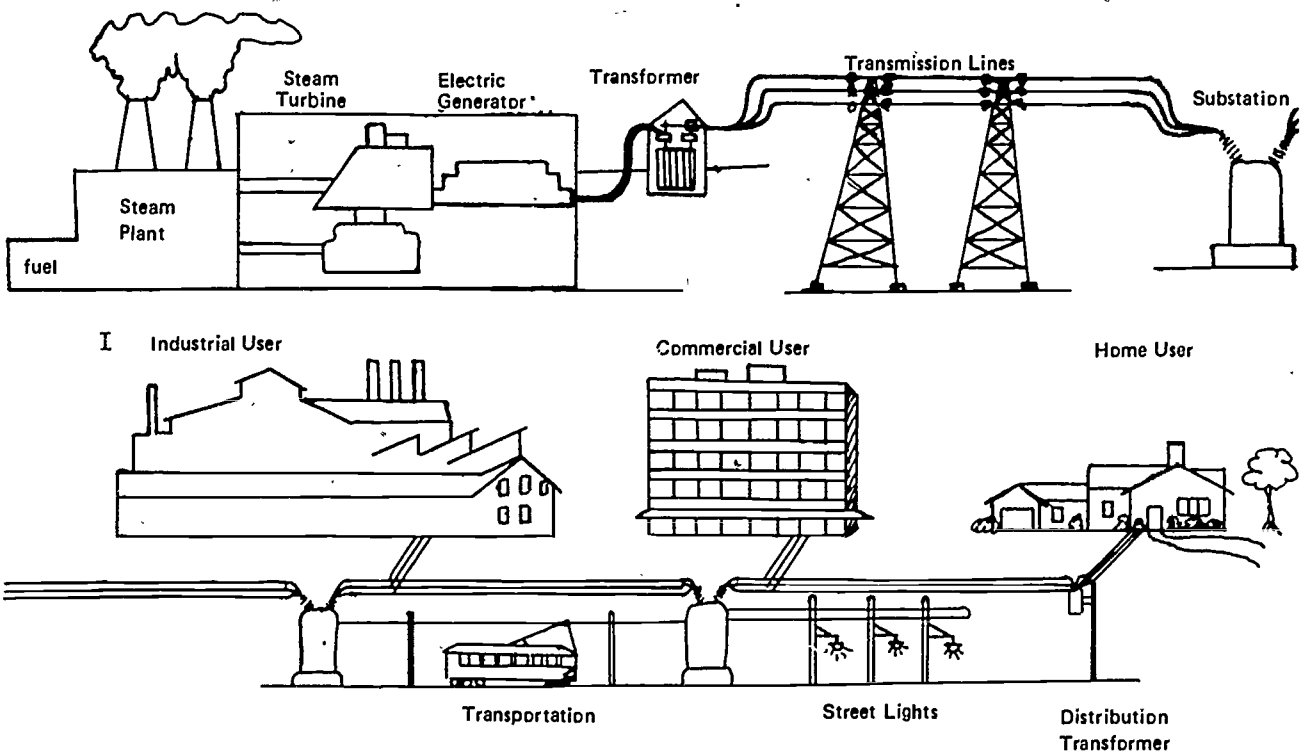 Steam
Turbine
Electric
Generator
Transformer
Transmission Lines
Substation
Steam
Plant
fuel
I
Industrial User
Commercial User
Home User
Transportation
Street Lights
Distribution
Transformer